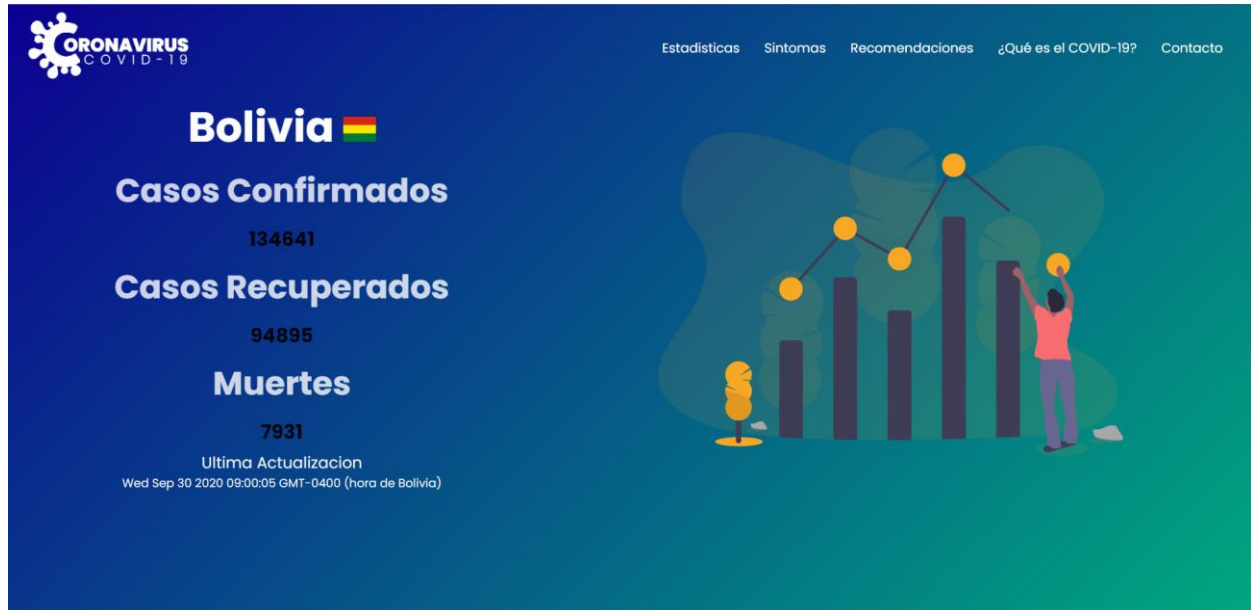 CORONAVIRUS
COVID-19
Estadisticas Sintomas Recomendaciones ¿Qué es el COVID-19? Contacto
Bolivia
Casos Confirmados
134641
Casos Recuperados
94895
Muertes
7931
Ultima Actualizacion
Wed Sep 30 2020 09:00:05 GMT-0400 (hora de Bolivia)